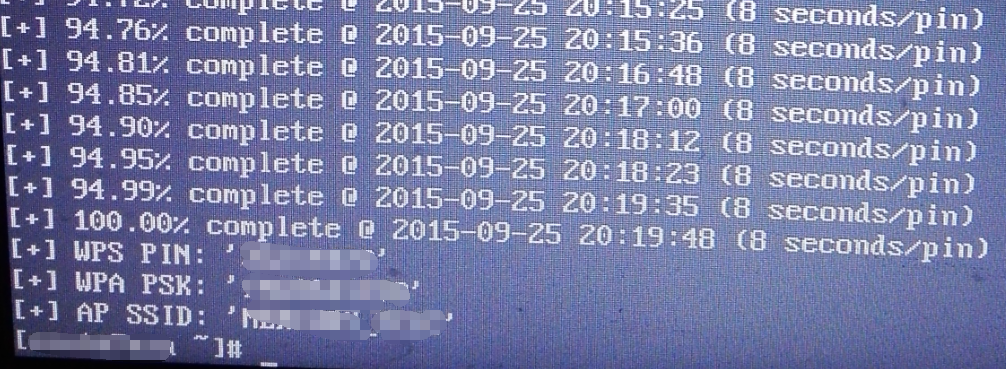 complete @ 2015-09-25 20:15:25 (8 seconds/pin)
[+] 94.76% complete @ 2015-09-25 20:15:36 (8 seconds/pin)
[+] 94.81% complete @ 2015-09-25 20:16:48 (8 seconds/pin)
[+] 94.85% complete @ 2015-09-25 20:17:00 (8 seconds/pin)
[+] 94.90% complete @ 2015-09-25 20:18:12 (8 seconds/pin)
[+] 94.95% complete @ 2015-09-25 20:18:23 (8 seconds/pin)
[+] 94.99% complete @ 2015-09-25 20:19:35 (8 seconds/pin)
[+] 100.00% complete @ 2015-09-25 20:19:48 (8 seconds/pin)
[+] WPS PIN: ' '
[+] WPA PSK: ' '
[+] AP SSID: ' '
[ ~]#